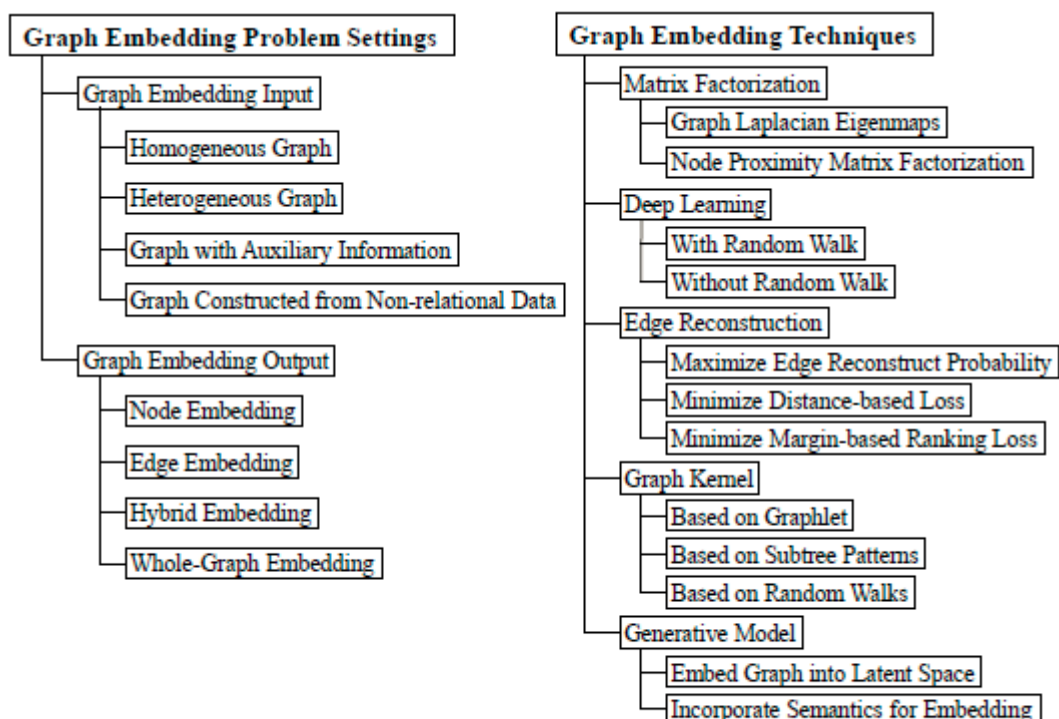 Graph Embedding Problem Settings
Graph Embedding Input
Homogeneous Graph
Heterogeneous Graph
Graph with Auxiliary Information
Graph Constructed from Non-relational Data
Graph Embedding Output
Node Embedding
Edge Embedding
Hybrid Embedding
Whole-Graph Embedding
Graph Embedding Techniques
Matrix Factorization
Graph Laplacian Eigenmaps
Node Proximity Matrix Factorization
Deep Learning
With Random Walk
Without Random Walk
Edge Reconstruction
Maximize Edge Reconstruct Probability
Minimize Distance-based Loss
Minimize Margin-based Ranking Loss
Graph Kernel
Based on Graphlet
Based on Subtree Patterns
Based on Random Walks
Generative Model
Embed Graph into Latent Space
Incorporate Semantics for Embedding